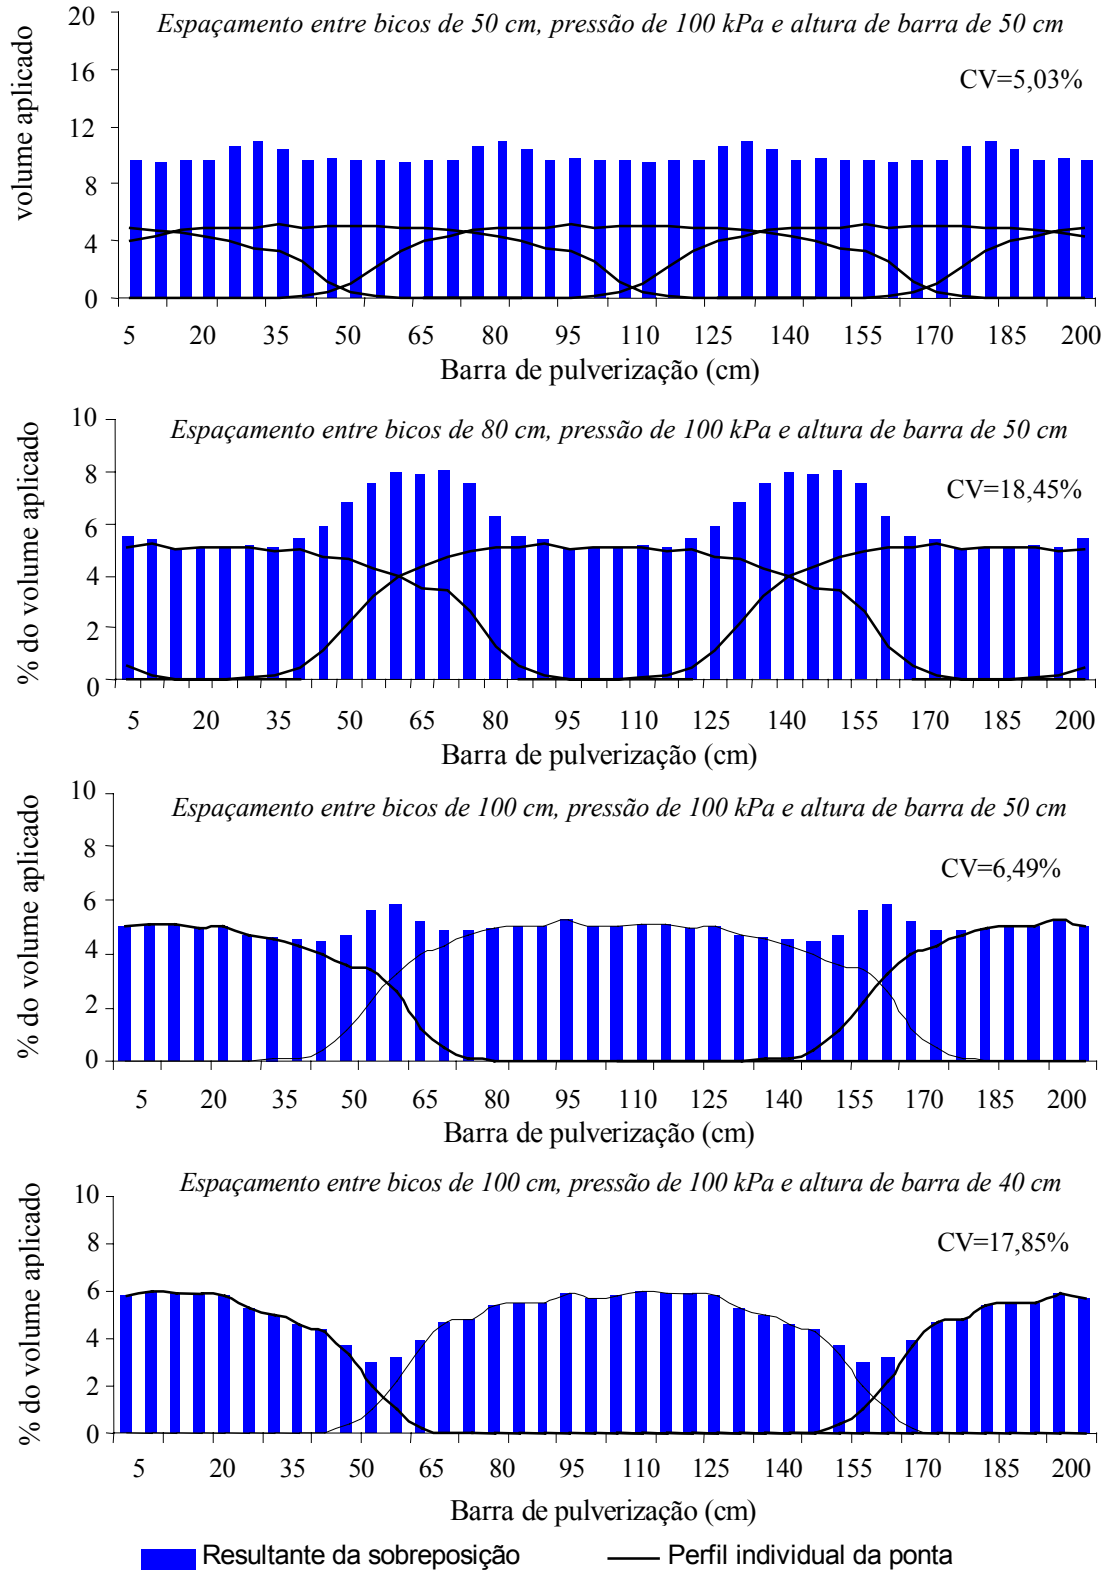 Espaçamento entre bicos de 50 cm, pressão de 100 kPa e altura de barra de 50 cm
CV=5,03%
volume aplicado
20
16
12
8
4
0
5 20 35 50 65 80 95 110 125 140 155 170 185 200
Barra de pulverização (cm)
Espaçamento entre bicos de 80 cm, pressão de 100 kPa e altura de barra de 50 cm
CV=18,45%
% do volume aplicado
10
8
6
4
2
0
5 20 35 50 65 80 95 110 125 140 155 170 185 200
Barra de pulverização (cm)
Espaçamento entre bicos de 100 cm, pressão de 100 kPa e altura de barra de 50 cm
CV=6,49%
% do volume aplicado
10
8
6
4
2
0
5 20 35 50 65 80 95 110 125 140 155 170 185 200
Barra de pulverização (cm)
Espaçamento entre bicos de 100 cm, pressão de 100 kPa e altura de barra de 40 cm
CV=17,85%
% do volume aplicado
10
8
6
4
2
0
5 20 35 50 65 80 95 110 125 140 155 170 185 200
Barra de pulverização (cm)
Resultante da sobreposição Perfil individual da ponta